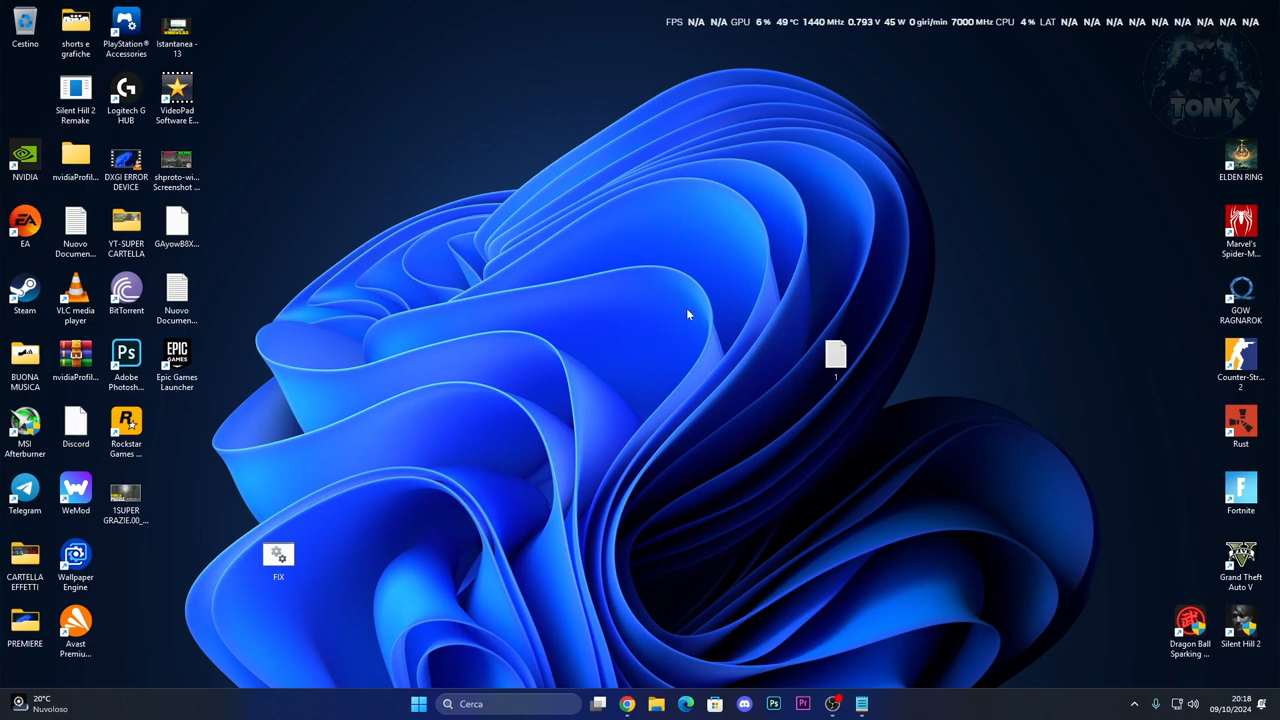 FPS N/A N/A GPU 6 % 49 °C 1440 MHz 0.793 V 45 W 0 giri/min 7000 MHz CPU 4 % LAT N/A N/A N/A N/A N/A N/A N/A N/A
TONY
Cestino
shorts e
grafiche
PlayStation®
Accessories
Istantanea -
13
Silent Hill 2
Remake
Logitech G
HUB
VideoPad
Software E...
NVIDIA
nvidiaProfil...
DXGI ERROR
DEVICE
shproto-wi...
Screenshot ...
EA
Nuovo
Documen...
YT-SUPER
CARTELLA
GAyowB8X...
Steam
VLC media
player
BitTorrent
Nuovo
Documen...
BUONA
MUSICA
nvidiaProfil...
Adobe
Photosh...
Epic Games
Launcher
MSI
Afterburner
Discord
Rockstar
Games ...
Telegram
WeMod
1SUPER
GRAZIE.00_...
CARTELLA
EFFETTI
Wallpaper
Engine
PREMIERE
Avast
Premiu...
FIX
1
ELDEN RING
Marvel's
Spider-M...
GOW
RAGNAROK
Counter-Str...
2
Rust
Fortnite
Grand Theft
Auto V
Dragon Ball
Sparking ...
Silent Hill 2
20°C
Nuvoloso
Cerca
20:18
09/10/2024